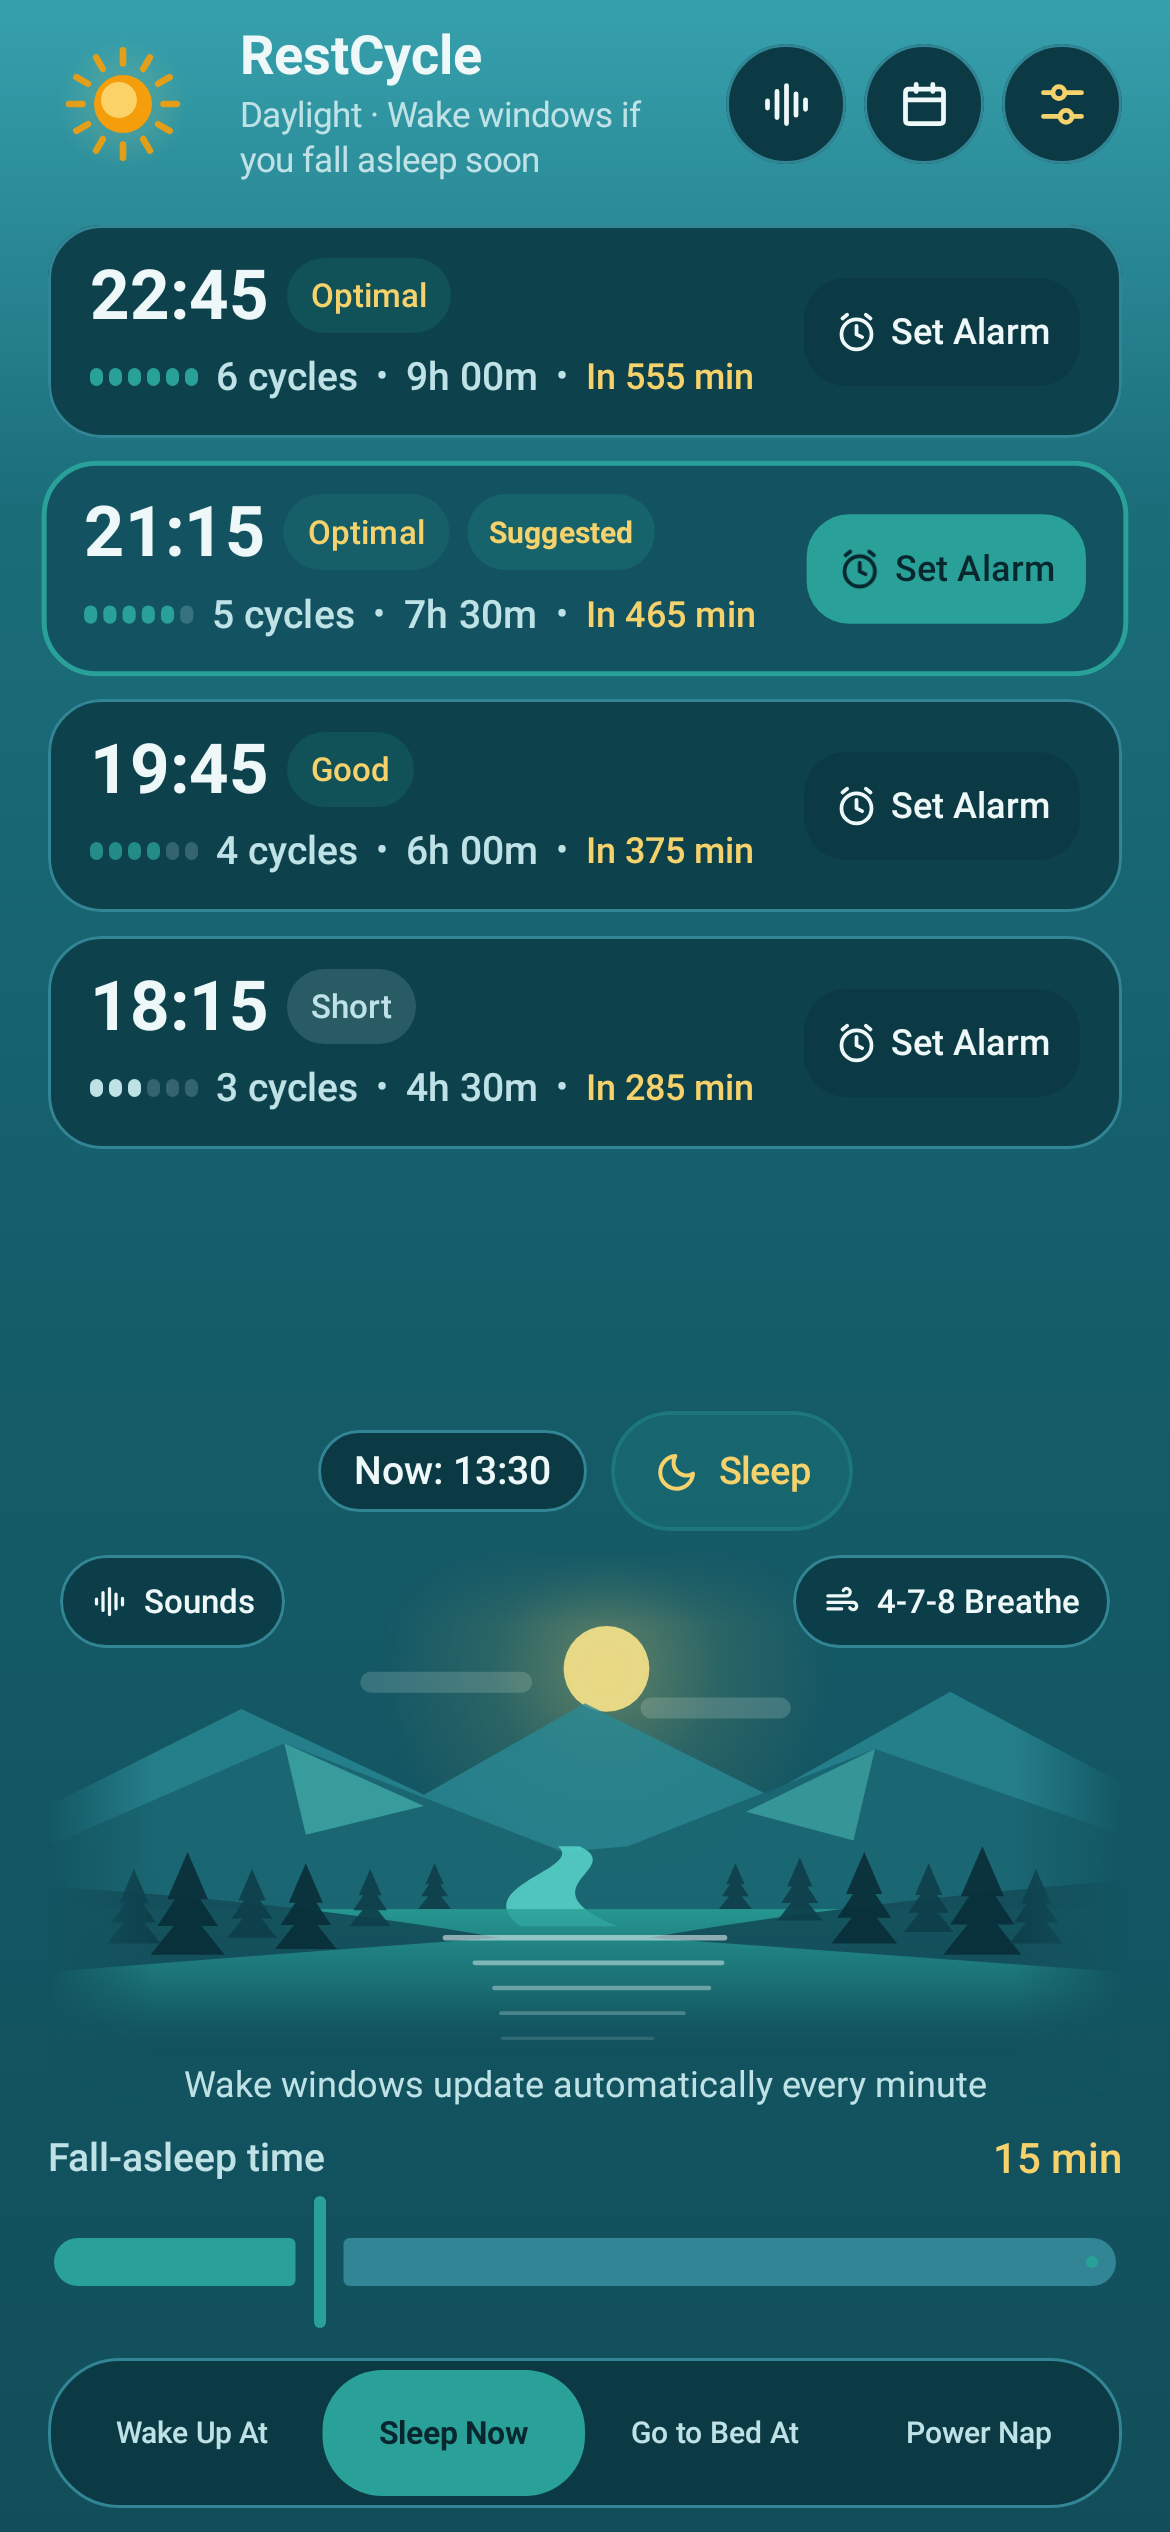 RestCycle
Daylight · Wake windows if
you fall asleep soon
22:45 Optimal
6 cycles • 9h 00m • In 555 min
Set Alarm
21:15 Optimal Suggested
5 cycles • 7h 30m • In 465 min
Set Alarm
19:45 Good
4 cycles • 6h 00m • In 375 min
Set Alarm
18:15 Short
3 cycles • 4h 30m • In 285 min
Set Alarm
Now: 13:30 Sleep
Sounds 4-7-8 Breathe
Wake windows update automatically every minute
Fall-asleep time 15 min
Wake Up At Sleep Now Go to Bed At Power Nap